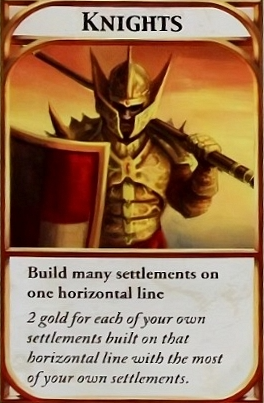 KNIGHTS
Build many settlements on
one horizontal line
2 gold for each of your own
settlements built on that
horizontal line with the most
of your own settlements.